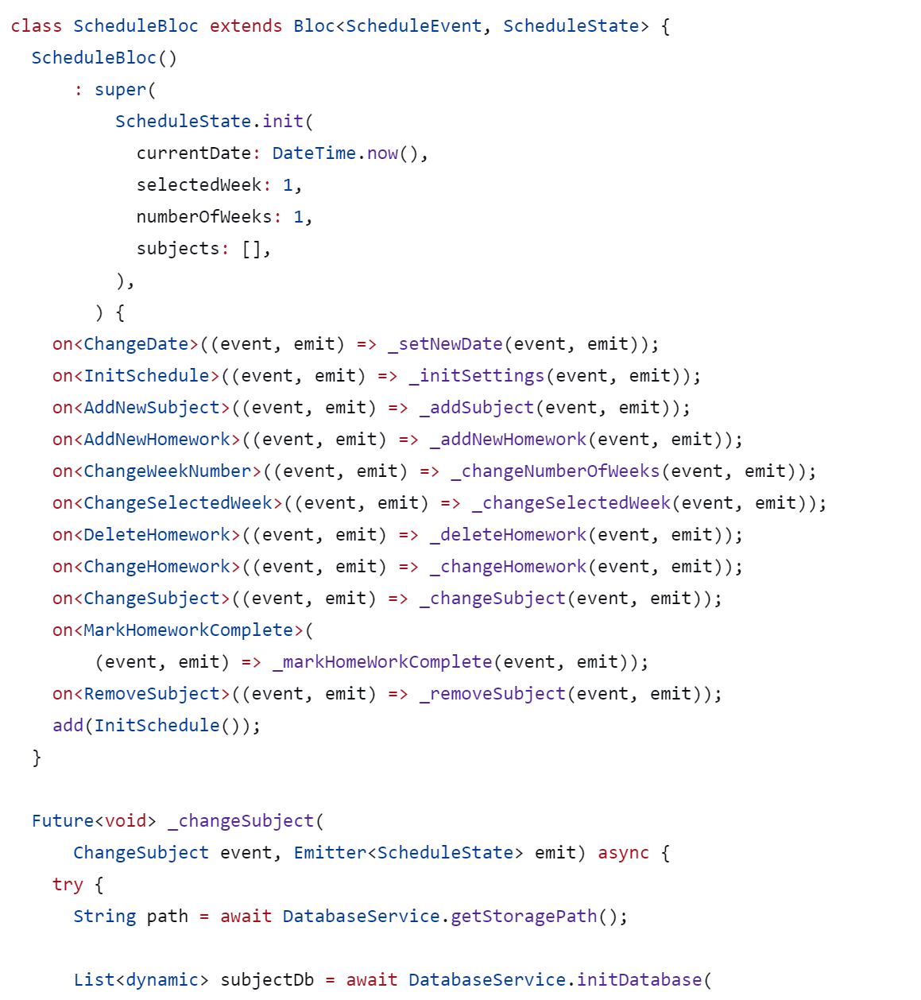 class ScheduleBloc extends Bloc<ScheduleEvent, ScheduleState> {
  ScheduleBloc()
      : super(
          ScheduleState.init(
            currentDate: DateTime.now(),
            selectedWeek: 1,
            numberOfWeeks: 1,
            subjects: [],
          ),
        ) {
    on<ChangeDate>((event, emit) => _setNewDate(event, emit));
    on<InitSchedule>((event, emit) => _initSettings(event, emit));
    on<AddNewSubject>((event, emit) => _addSubject(event, emit));
    on<AddNewHomework>((event, emit) => _addNewHomework(event, emit));
    on<ChangeWeekNumber>((event, emit) => _changeNumberOfWeeks(event, emit));
    on<ChangeSelectedWeek>((event, emit) => _changeSelectedWeek(event, emit));
    on<DeleteHomework>((event, emit) => _deleteHomework(event, emit));
    on<ChangeHomework>((event, emit) => _changeHomework(event, emit));
    on<ChangeSubject>((event, emit) => _changeSubject(event, emit));
    on<MarkHomeworkComplete>(
        (event, emit) => _markHomeWorkComplete(event, emit));
    on<RemoveSubject>((event, emit) => _removeSubject(event, emit));
    add(InitSchedule());
  }

  Future<void> _changeSubject(
      ChangeSubject event, Emitter<ScheduleState> emit) async {
    try {
      String path = await DatabaseService.getStoragePath();

      List<dynamic> subjectDb = await DatabaseService.initDatabase(